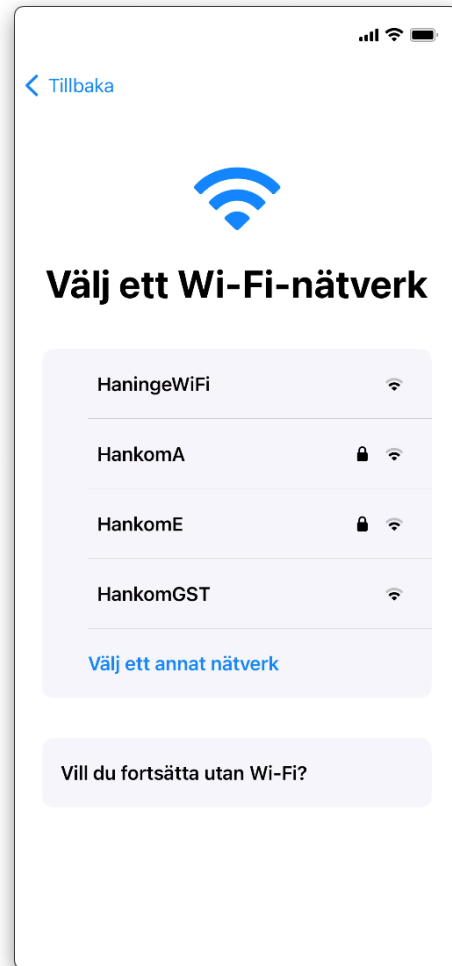 Tillbaka
Välj ett Wi-Fi-nätverk
HaningeWiFi
HankomA
HankomE
HankomGST
Välj ett annat nätverk
Vill du fortsätta utan Wi-Fi?